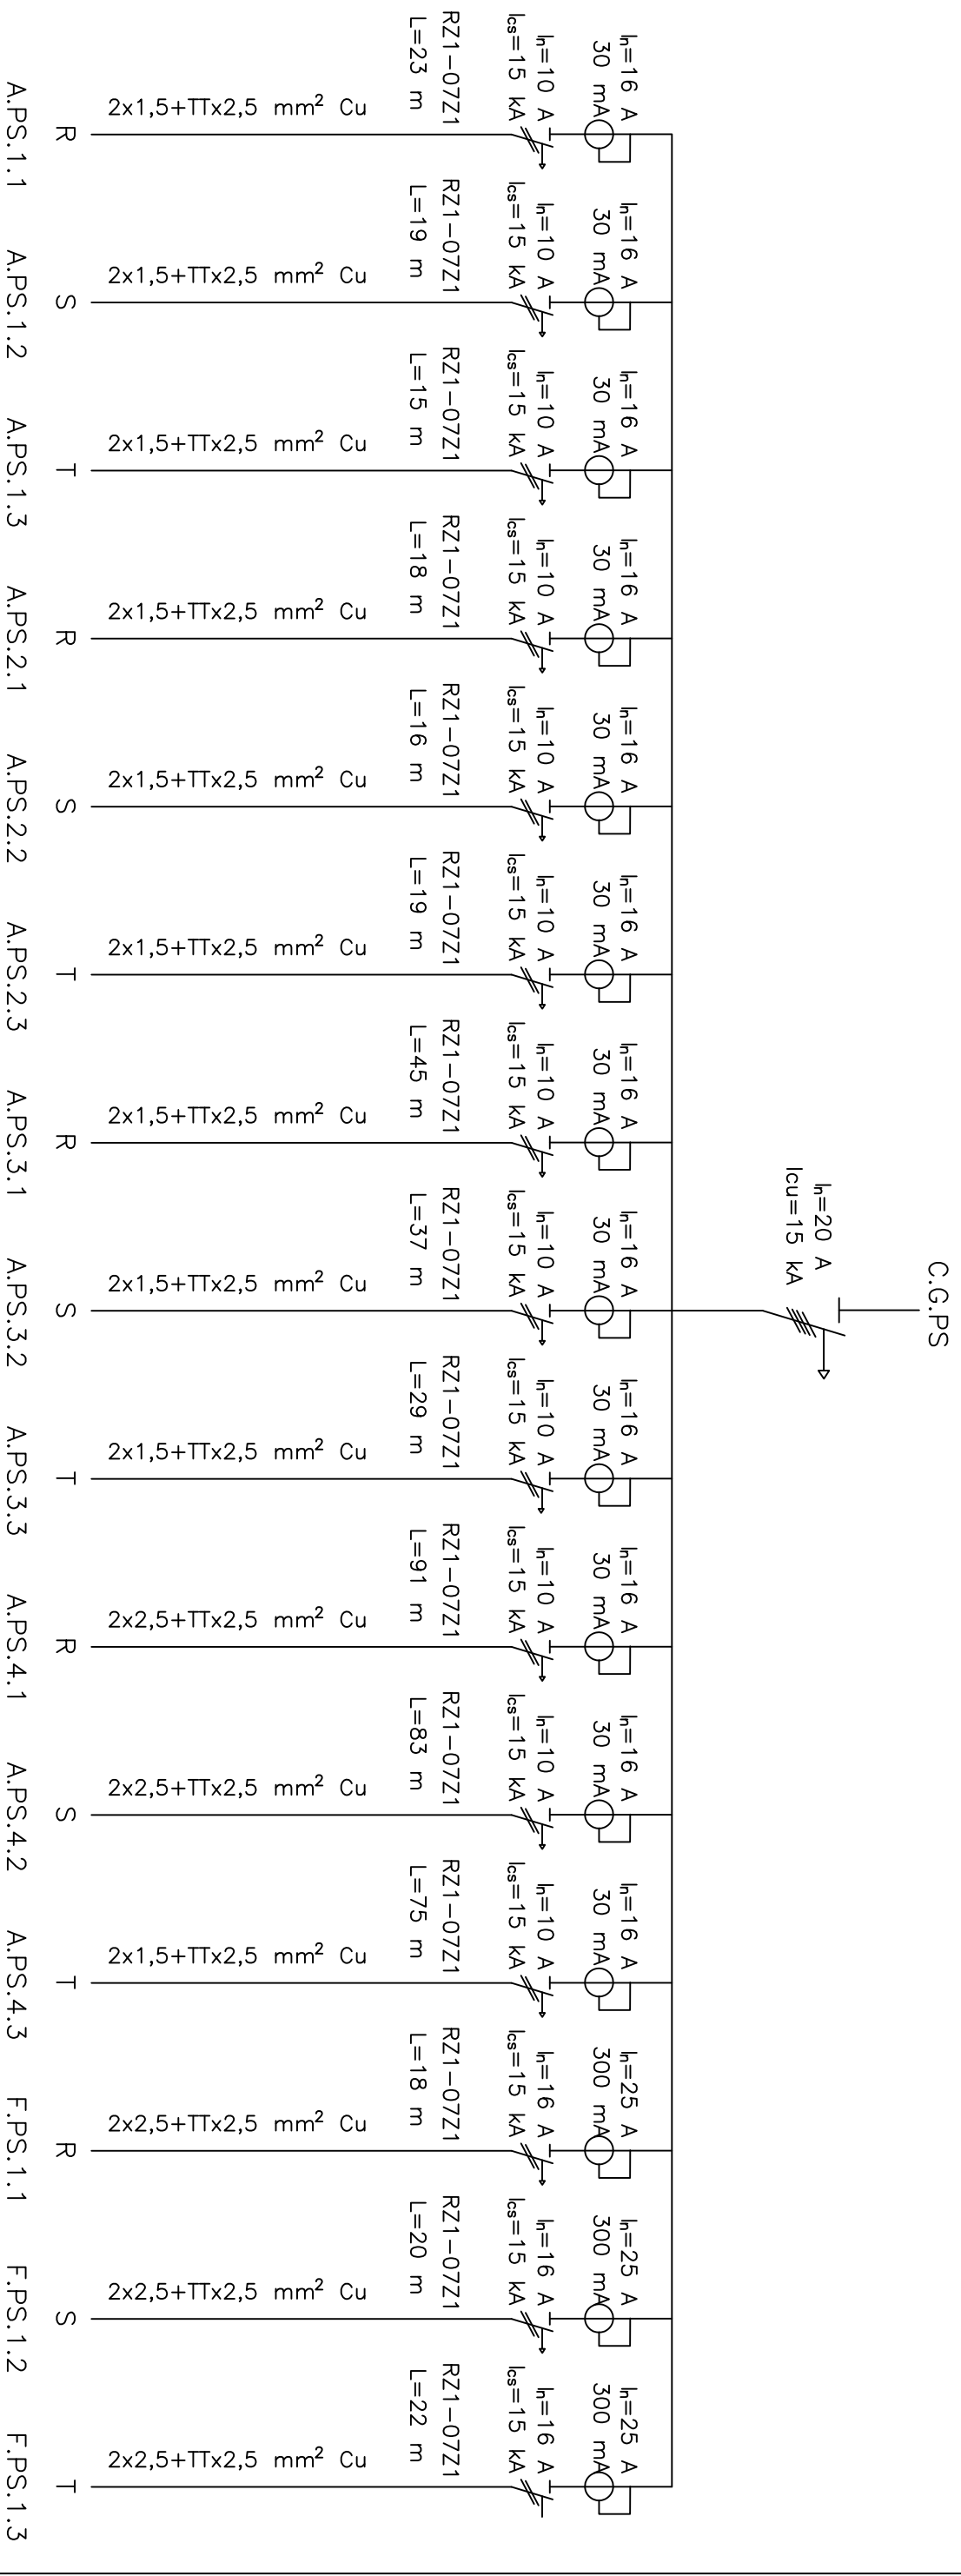 C.G.PS
In=20 A
Icu=15 kA
In=16 A
30 mA
In=10 A
Ics=15 kA
RZ1-07Z1
L=23 m
2x1,5+TTx2,5 mm² Cu
R
A.PS.1.1
In=16 A
30 mA
In=10 A
Ics=15 kA
RZ1-07Z1
L=19 m
2x1,5+TTx2,5 mm² Cu
S
A.PS.1.2
In=16 A
30 mA
In=10 A
Ics=15 kA
RZ1-07Z1
L=15 m
2x1,5+TTx2,5 mm² Cu
T
A.PS.1.3
In=16 A
30 mA
In=10 A
Ics=15 kA
RZ1-07Z1
L=18 m
2x1,5+TTx2,5 mm² Cu
R
A.PS.2.1
In=16 A
30 mA
In=10 A
Ics=15 kA
RZ1-07Z1
L=16 m
2x1,5+TTx2,5 mm² Cu
S
A.PS.2.2
In=16 A
30 mA
In=10 A
Ics=15 kA
RZ1-07Z1
L=19 m
2x1,5+TTx2,5 mm² Cu
T
A.PS.2.3
In=16 A
30 mA
In=10 A
Ics=15 kA
RZ1-07Z1
L=45 m
2x1,5+TTx2,5 mm² Cu
R
A.PS.3.1
In=16 A
30 mA
In=10 A
Ics=15 kA
RZ1-07Z1
L=37 m
2x1,5+TTx2,5 mm² Cu
S
A.PS.3.2
In=16 A
30 mA
In=10 A
Ics=15 kA
RZ1-07Z1
L=29 m
2x1,5+TTx2,5 mm² Cu
T
A.PS.3.3
In=16 A
30 mA
In=10 A
Ics=15 kA
RZ1-07Z1
L=91 m
2x2,5+TTx2,5 mm² Cu
R
A.PS.4.1
In=16 A
30 mA
In=10 A
Ics=15 kA
RZ1-07Z1
L=83 m
2x2,5+TTx2,5 mm² Cu
S
A.PS.4.2
In=16 A
30 mA
In=10 A
Ics=15 kA
RZ1-07Z1
L=75 m
2x1,5+TTx2,5 mm² Cu
T
A.PS.4.3
In=25 A
300 mA
In=16 A
Ics=15 kA
RZ1-07Z1
L=18 m
2x2,5+TTx2,5 mm² Cu
R
F.PS.1.1
In=25 A
300 mA
In=16 A
Ics=15 kA
RZ1-07Z1
L=20 m
2x2,5+TTx2,5 mm² Cu
S
F.PS.1.2
In=25 A
300 mA
In=16 A
Ics=15 kA
RZ1-07Z1
L=22 m
2x2,5+TTx2,5 mm² Cu
T
F.PS.1.3